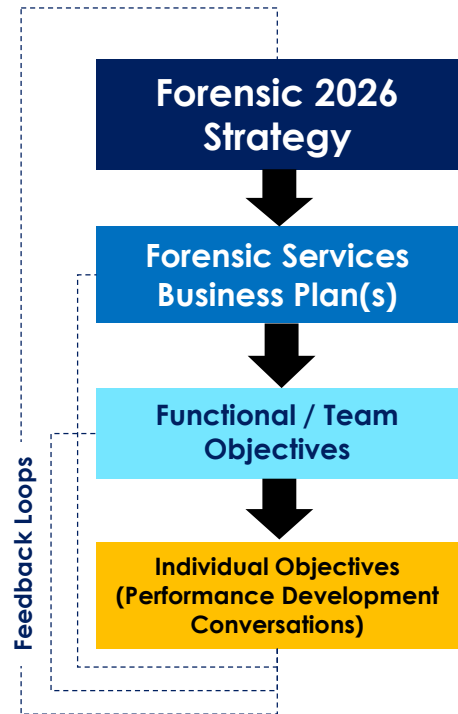 Forensic 2026
Strategy
Forensic Services
Business Plan(s)
Functional / Team
Objectives
Individual Objectives
(Performance Development
Conversations)
Feedback Loops